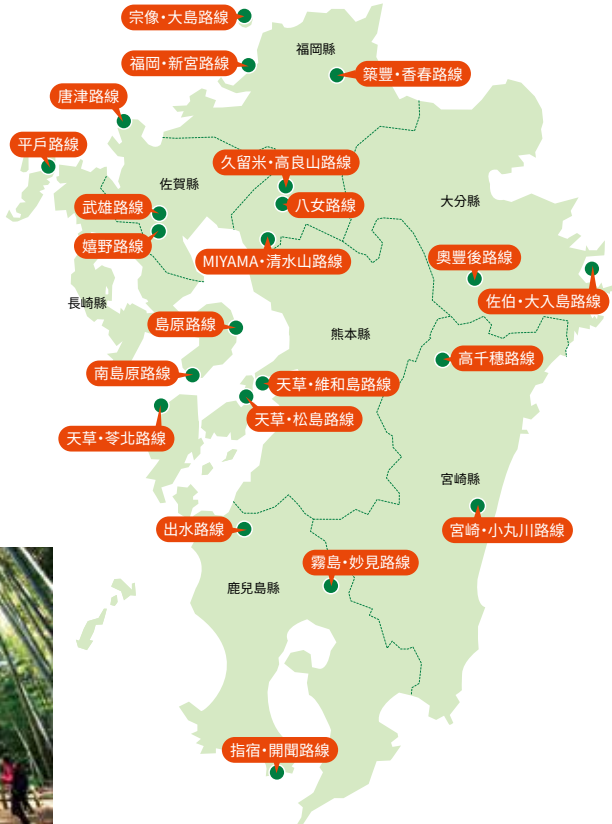 宗像・大島路線
福岡縣
福岡・新宮路線
築豐・香春路線
唐津路線
平戶路線
久留米・高良山路線
佐賀縣
大分縣
武雄路線
八女路線
嬉野路線
MIYAMA・清水山路線
奧豐後路線
佐伯・大入島路線
長崎縣
島原路線
熊本縣
高千穗路線
南島原路線
天草・維和島路線
天草・松島路線
天草・苓北路線
宮崎縣
出水路線
宮崎・小丸川路線
霧島・妙見路線
鹿兒島縣
指宿・開聞路線